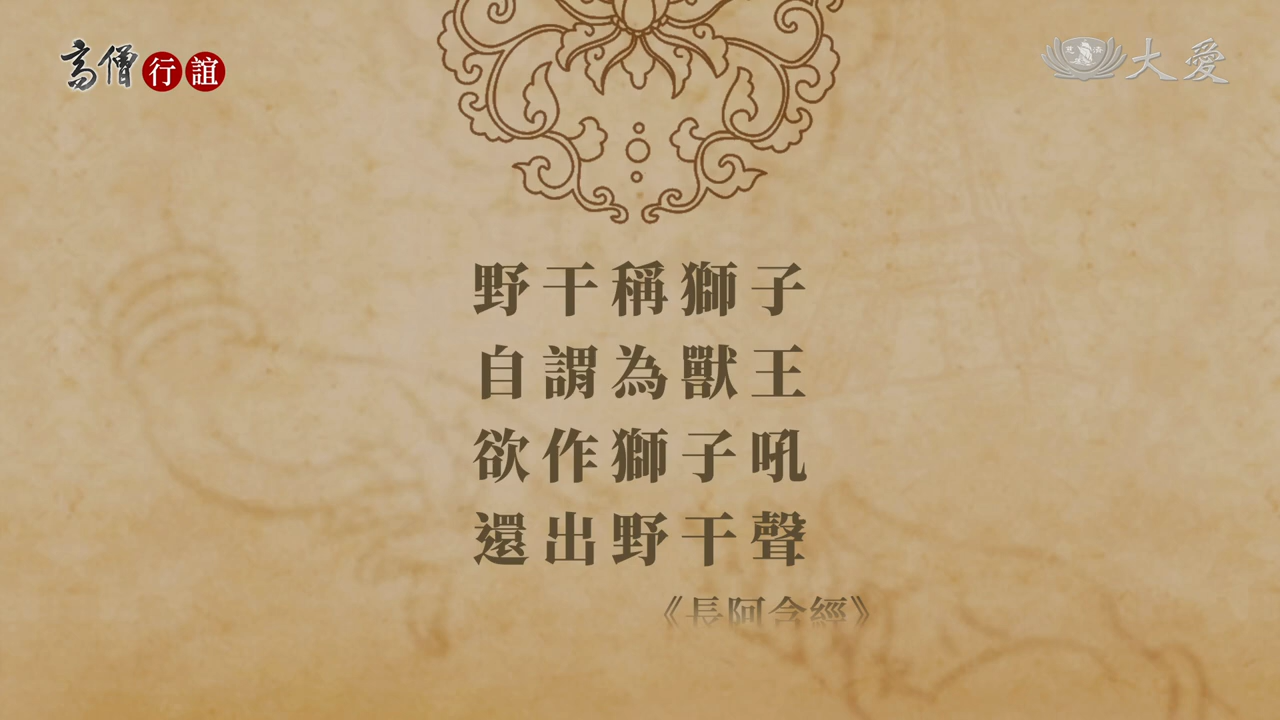 高僧行誼
大愛
野干稱獅子
自謂為獸王
欲作獅子吼
還出野干聲
《長阿含經》